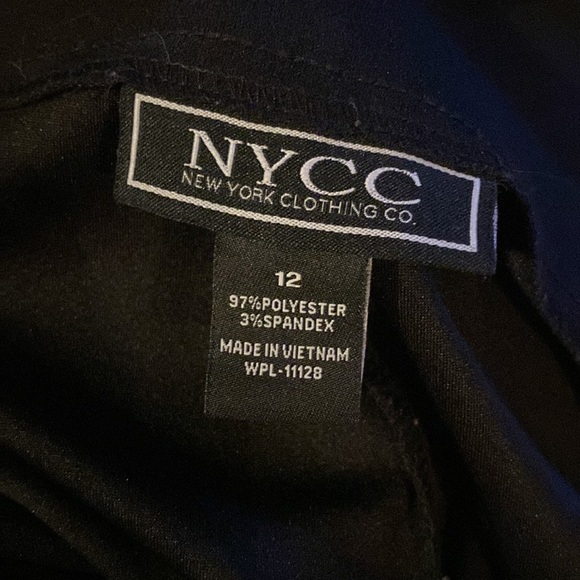 NYCC
NEW YORK CLOTHING CO.
12
97%POLYESTER
3%SPANDEX
MADE IN VIETNAM
WPL-11128